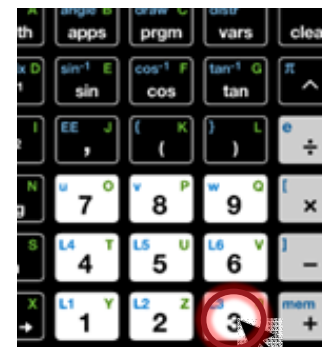 angle B draw C distr
th apps prgm vars clea
D sin⁻¹ E cos⁻¹ F tan⁻¹ G π
sin cos tan ^
I EE J { K } L e
, ( ) ÷
N u O v P w Q [
7 8 9 ×
S L4 T L5 U L6 V ]
4 5 6 −
X L1 Y L2 Z L3 mem
1 2 3 +